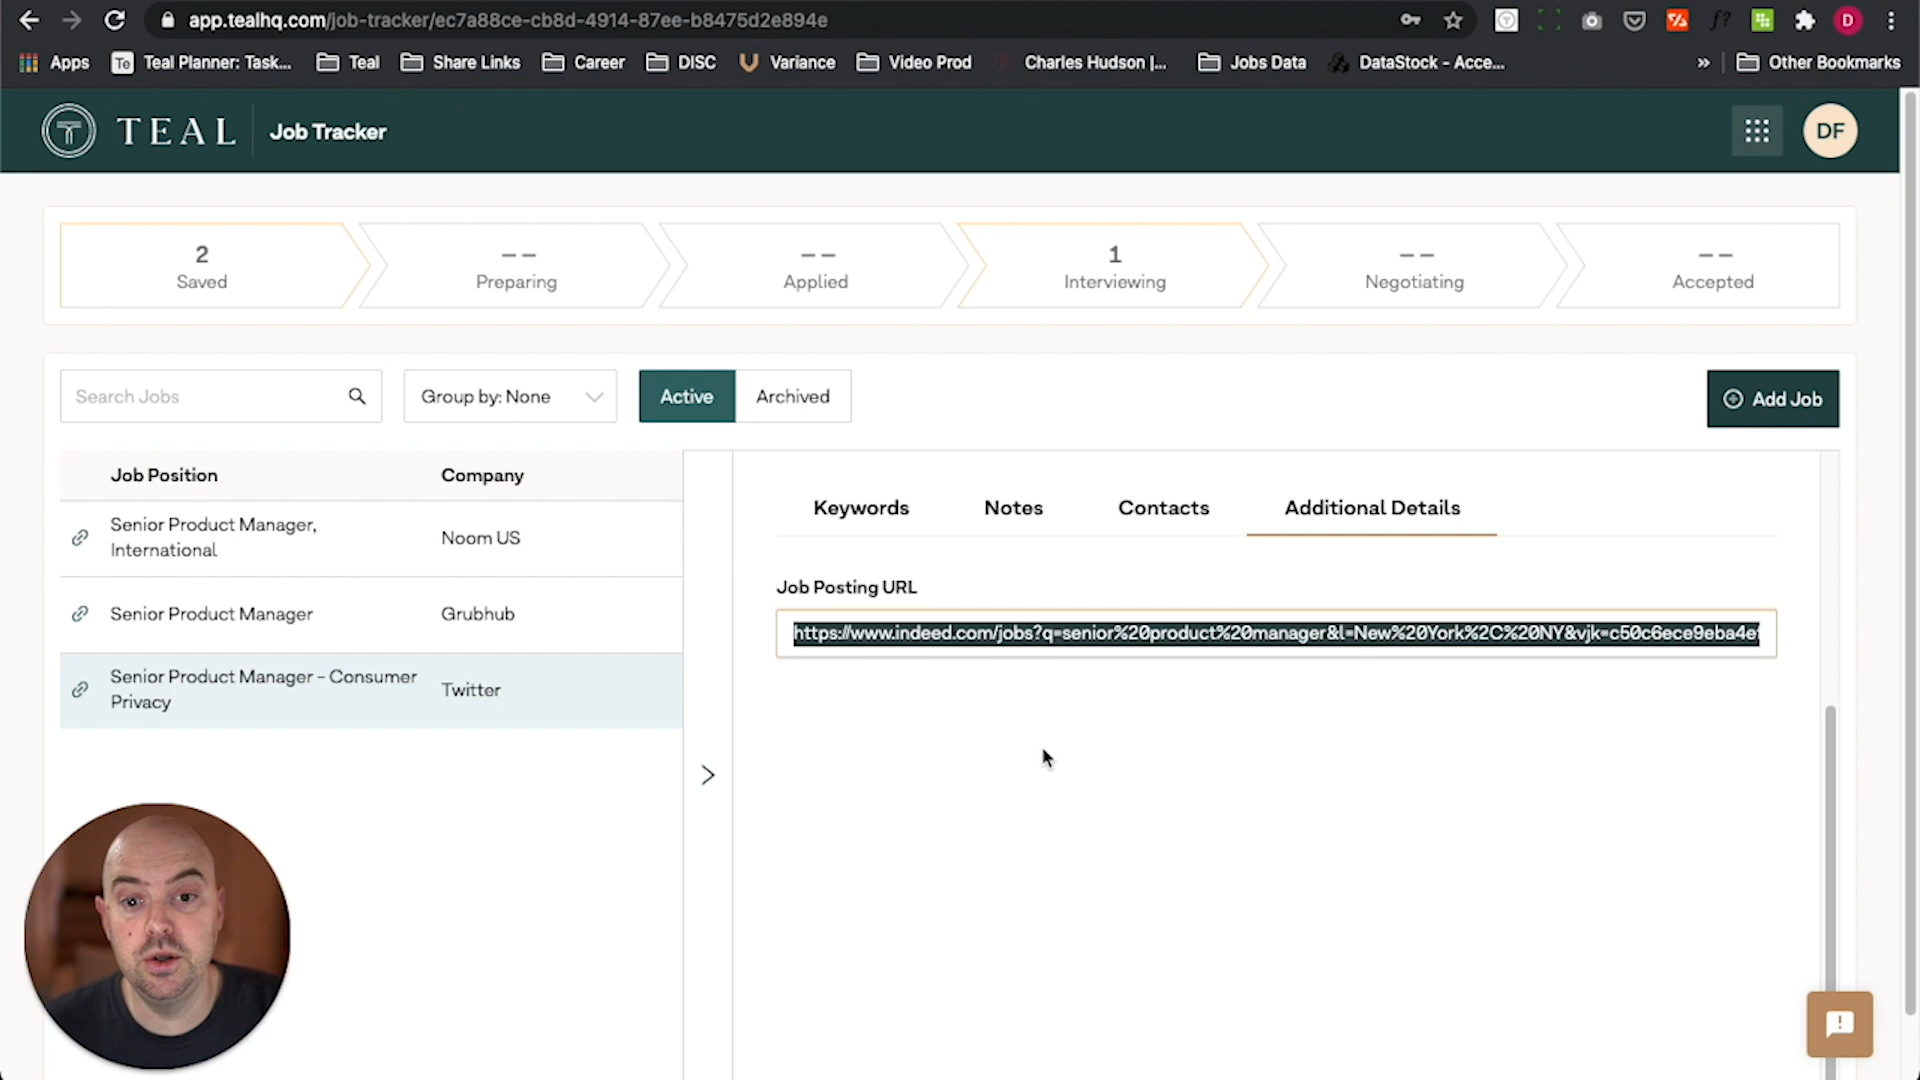 app.tealhq.com/job-tracker/ec7a88ce-cb8d-4914-87ee-b8475d2e894e
D
Apps
Te Teal Planner: Task...
Teal
Share Links
Career
DISC
Variance
Video Prod
Charles Hudson |...
Jobs Data
DataStock - Acce...
»
Other Bookmarks
TEAL
Job Tracker
DF
2
Saved
--
Preparing
--
Applied
1
Interviewing
--
Negotiating
--
Accepted
Search Jobs
Group by: None
Active
Archived
Add Job
Job Position
Company
Senior Product Manager,
International
Noom US
Senior Product Manager
Grubhub
Senior Product Manager - Consumer
Privacy
Twitter
Keywords
Notes
Contacts
Additional Details
Job Posting URL
https://www.indeed.com/jobs?q=senior%20product%20manager&l=New%20York%2C%20NY&vjk=c50c6ece9eba4e